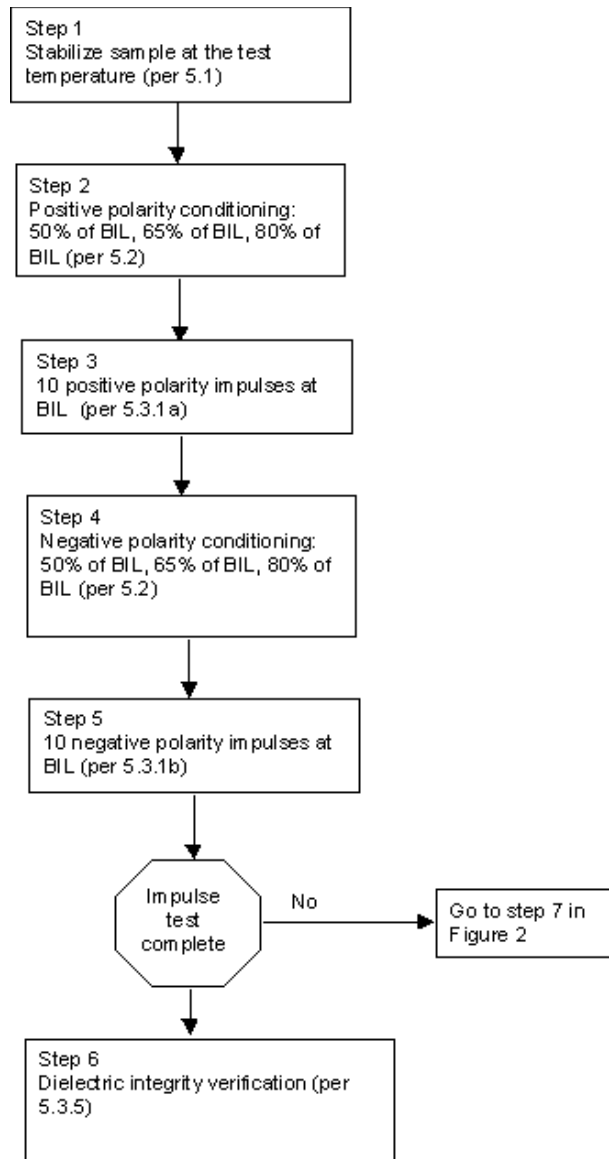 Step 1
Stabilize sample at the test
temperature (per 5.1)
Step 2
Positive polarity conditioning:
50% of BIL, 65% of BIL, 80% of
BIL (per 5.2)
Step 3
10 positive polarity impulses at
BIL (per 5.3.1a)
Step 4
Negative polarity conditioning:
50% of BIL, 65% of BIL, 80% of
BIL (per 5.2)
Step 5
10 negative polarity impulses at
BIL (per 5.3.1b)
Impulse
test
complete
No
Go to step 7 in
Figure 2
Step 6
Dielectric integrity verification (per
5.3.5)